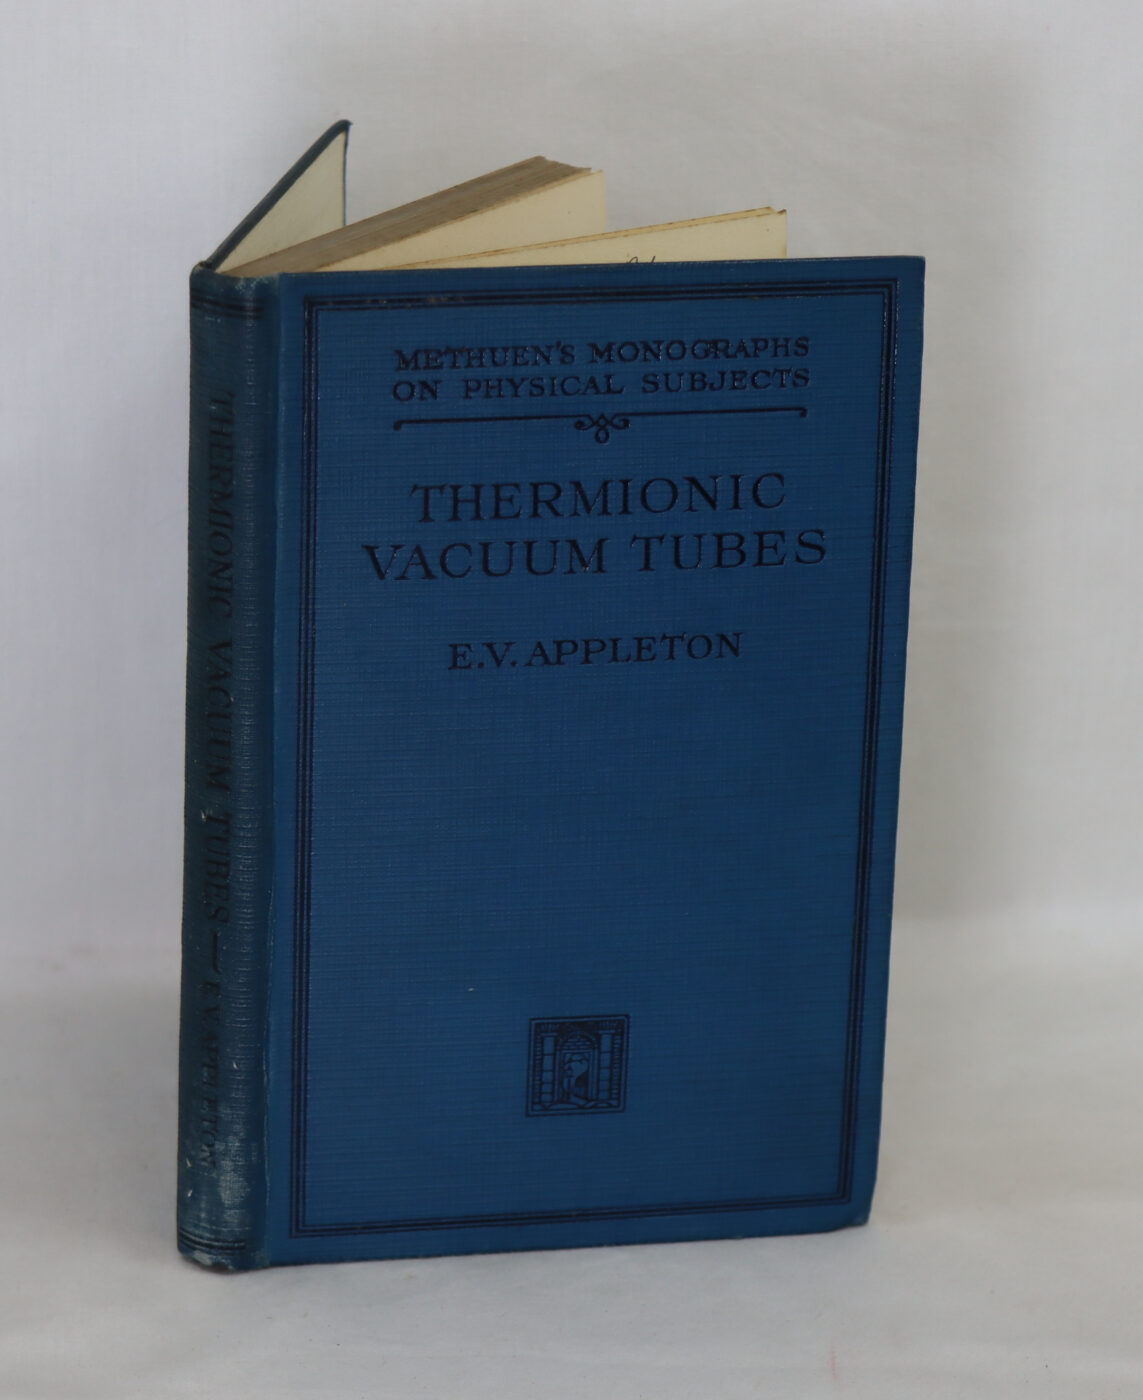 METHUEN'S MONOGRAPHS
ON PHYSICAL SUBJECTS
THERMIONIC
VACUUM TUBES
E.V. APPLETON
THERMIONIC VACUUM TUBES — E.V. APPLETON